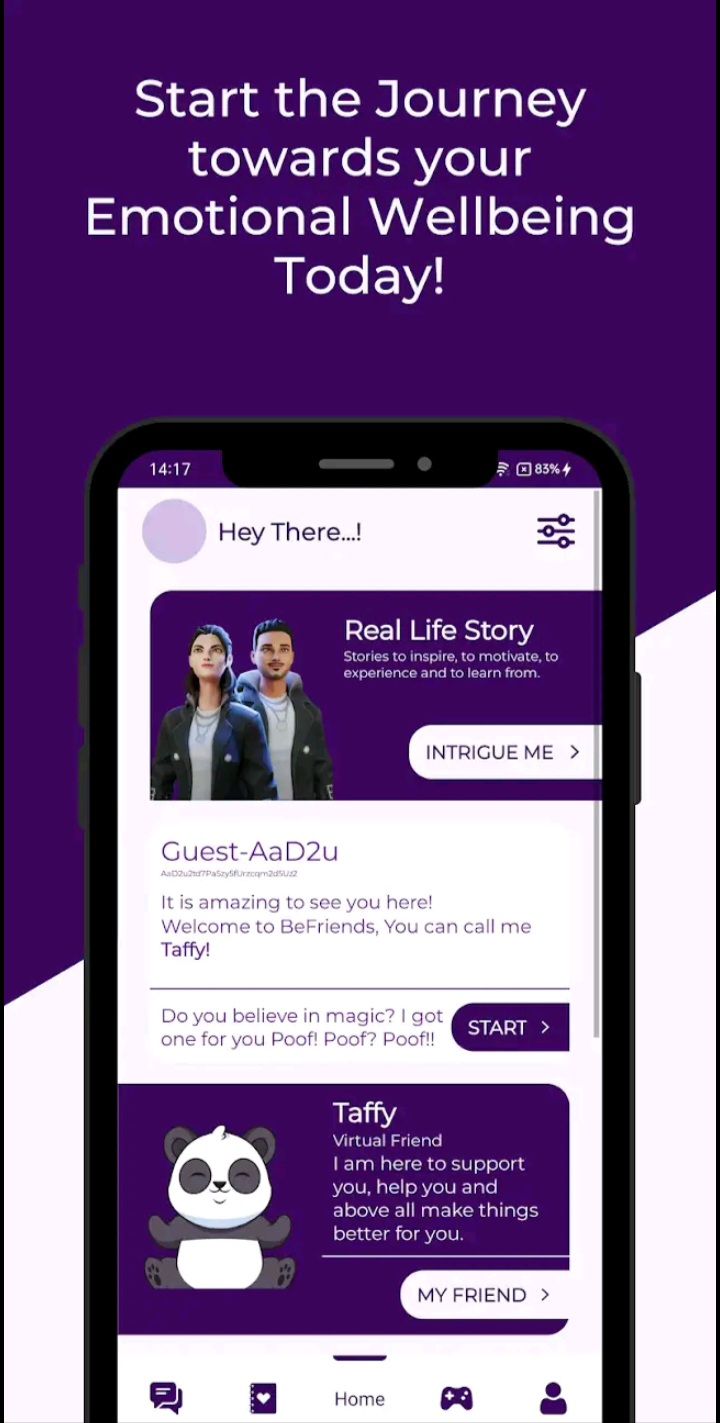 Start the Journey
towards your
Emotional Wellbeing
Today!
14:17
83%
Hey There...!
Real Life Story
Stories to inspire, to motivate, to
experience and to learn from.
INTRIGUE ME
Guest-AaD2u
It is amazing to see you here!
Welcome to BeFriends, You can call me
Taffy!
Do you believe in magic? I got
one for you Poof! Poof? Poof!!
START
Taffy
Virtual Friend
I am here to support
you, help you and
above all make things
better for you.
MY FRIEND
Home